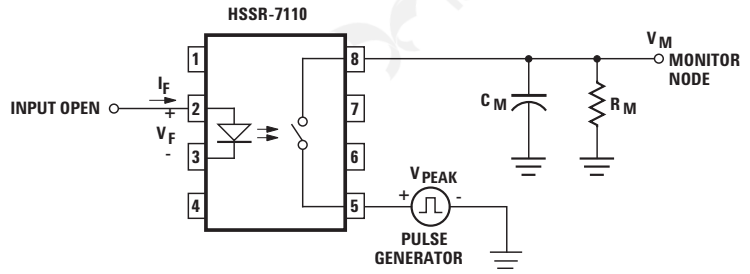 HSSR-7110
1
8
V M
MONITOR NODE
I F
+
INPUT OPEN
2
7
C M
R M
V F
-
3
6
4
5
V PEAK
+
-
PULSE GENERATOR